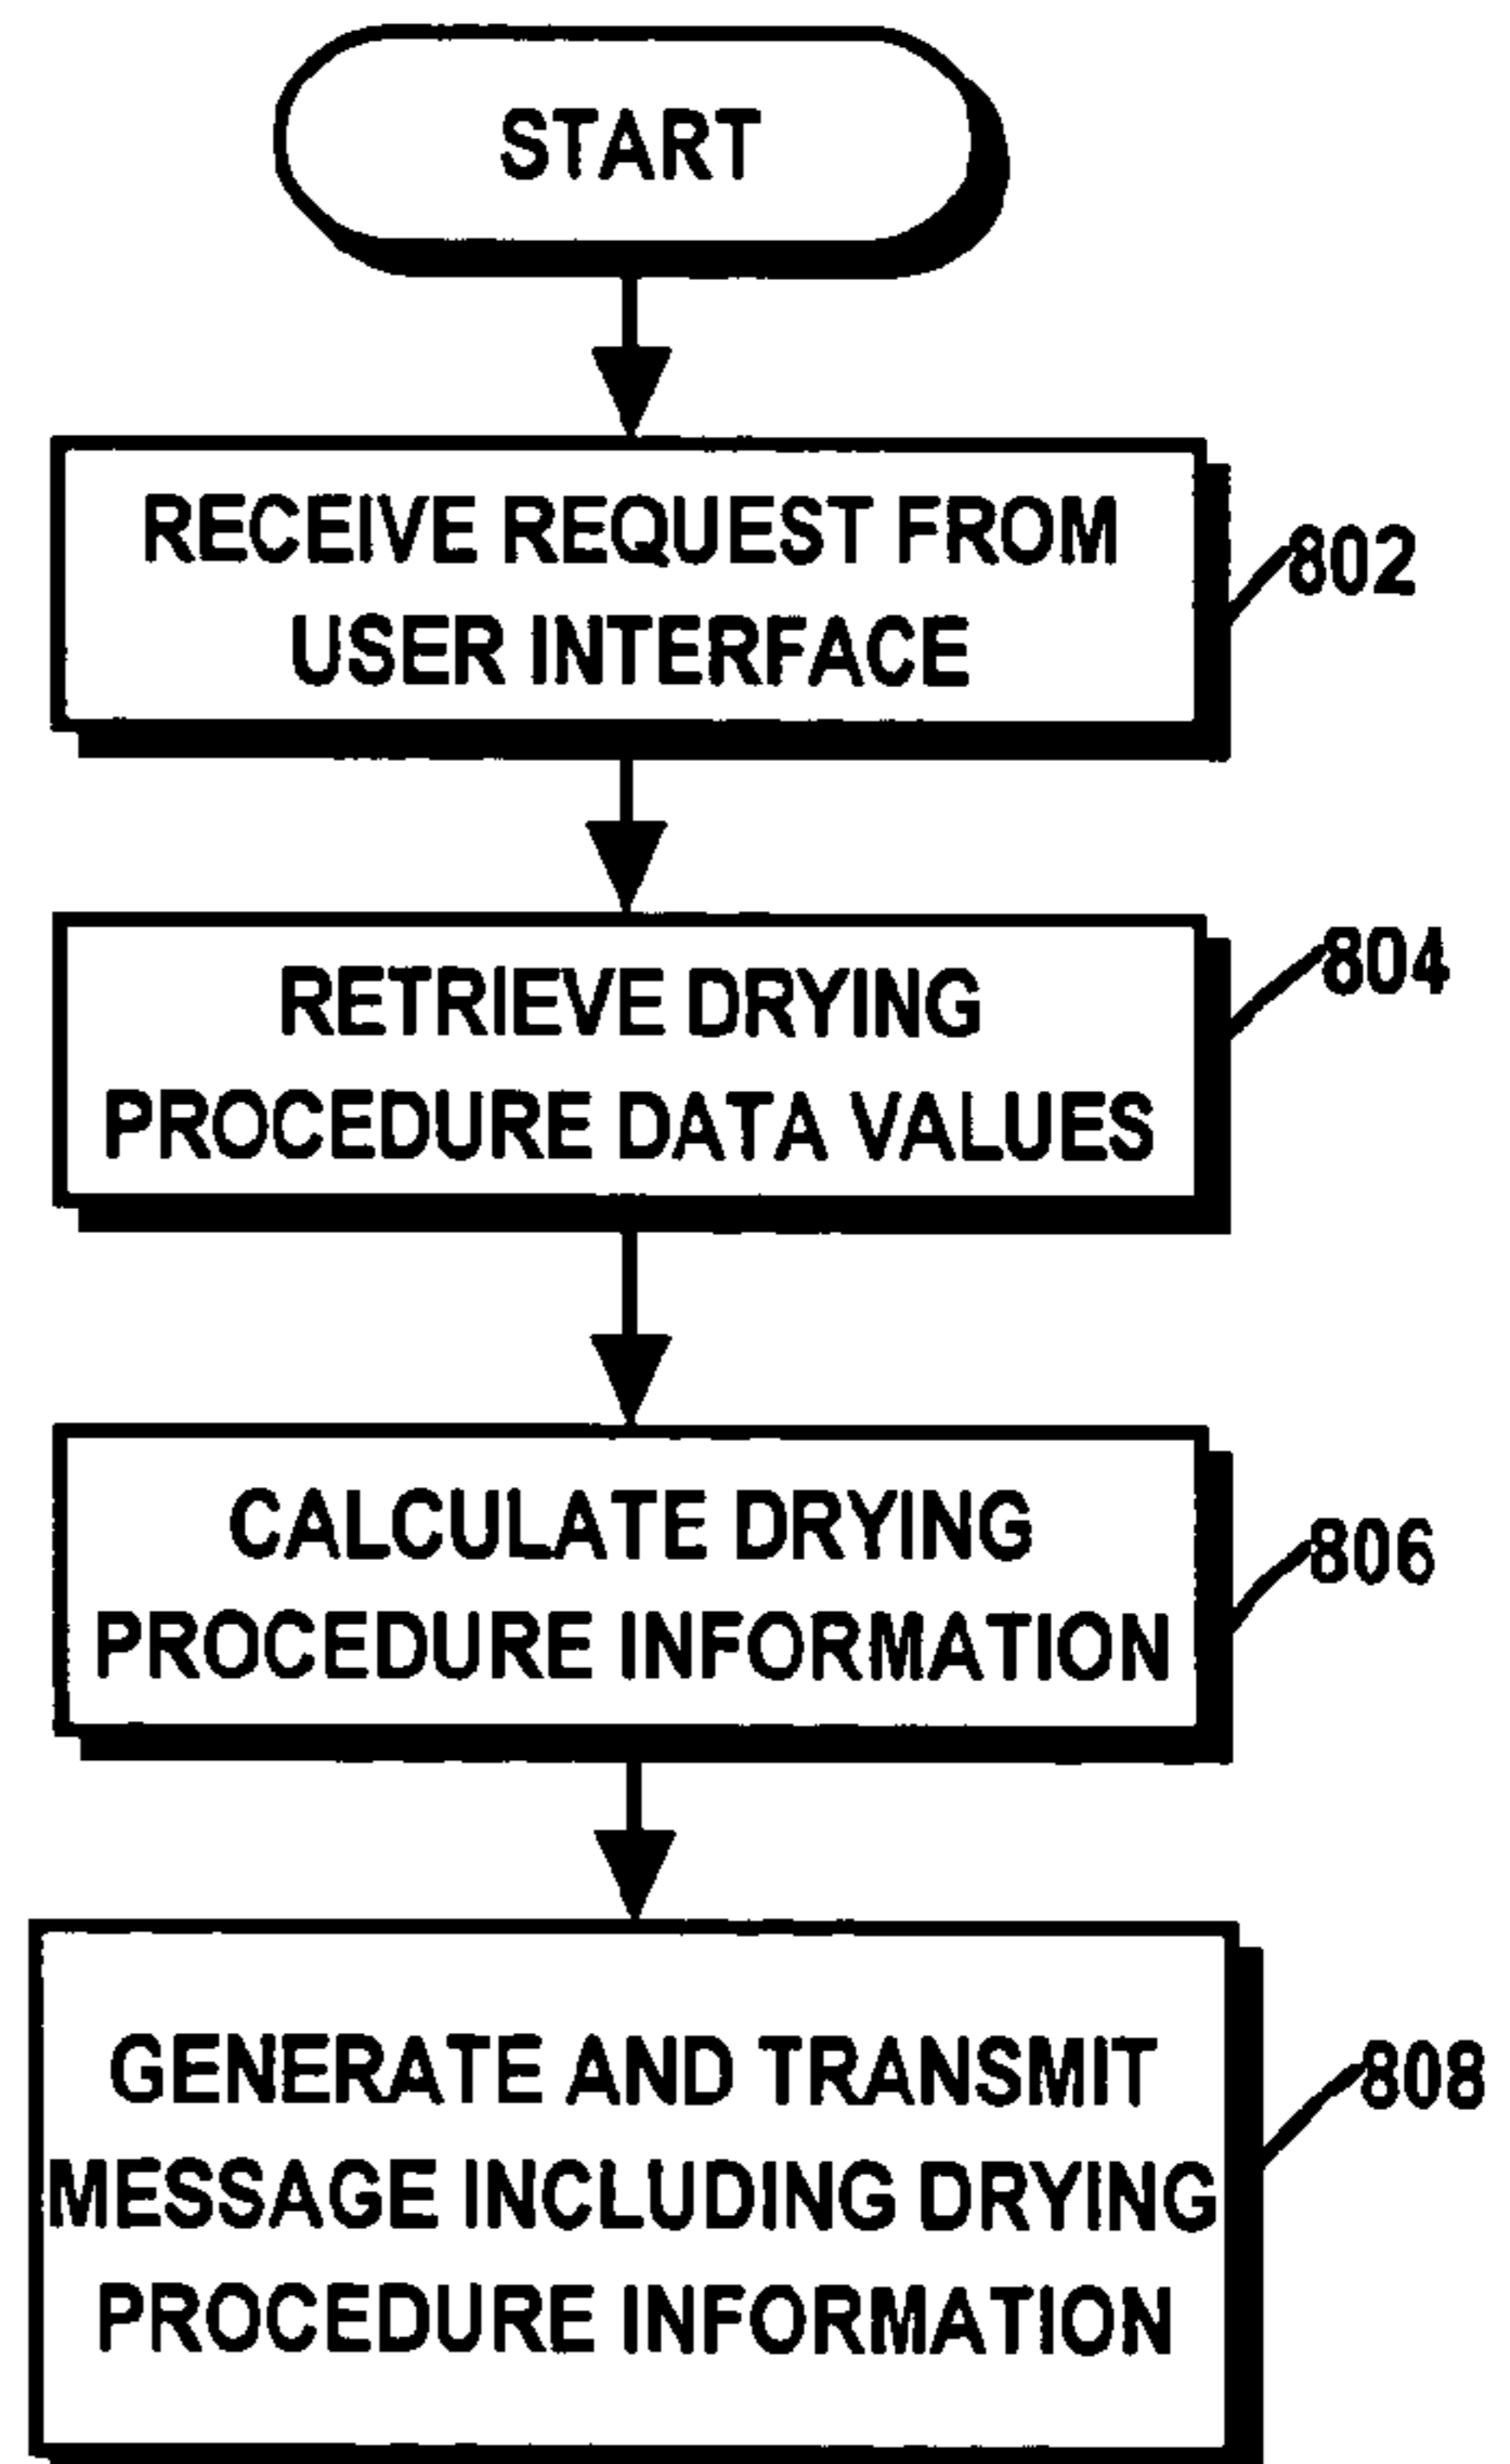 START
RECEIVE REQUEST FROM
USER INTERFACE
802
RETRIEVE DRYING
PROCEDURE DATA VALUES
804
CALCULATE DRYING
PROCEDURE INFORMATION
806
GENERATE AND TRANSMIT
MESSAGE INCLUDING DRYING
PROCEDURE INFORMATION
808